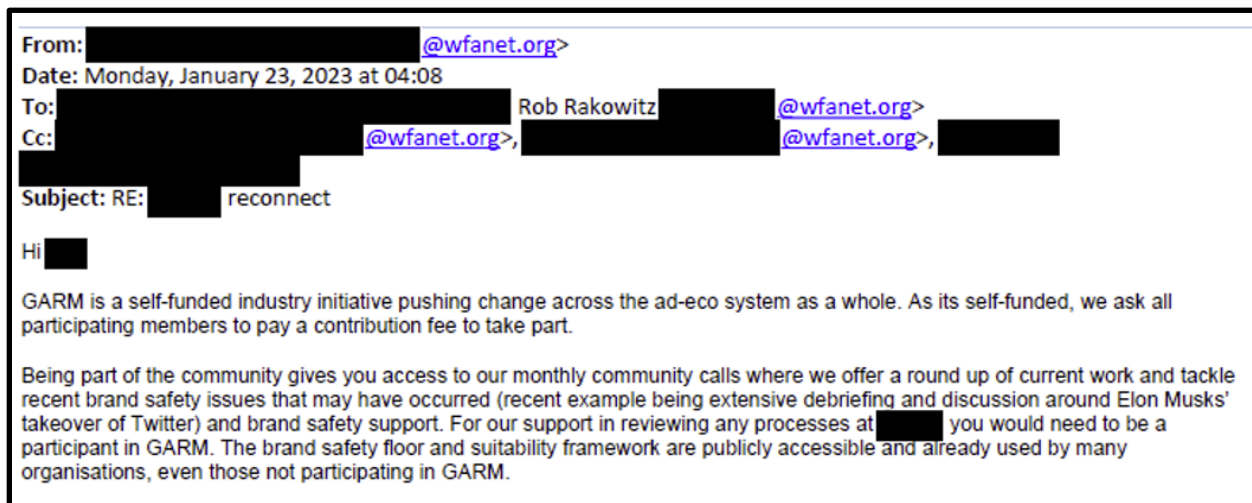 From: @wfanet.org>
Date: Monday, January 23, 2023 at 04:08
To: Rob Rakowitz @wfanet.org>
Cc: @wfanet.org>, @wfanet.org>,
Subject: RE: reconnect
Hi
GARM is a self-funded industry initiative pushing change across the ad-eco system as a whole. As its self-funded, we ask all
participating members to pay a contribution fee to take part.
Being part of the community gives you access to our monthly community calls where we offer a round up of current work and tackle
recent brand safety issues that may have occurred (recent example being extensive debriefing and discussion around Elon Musks'
takeover of Twitter) and brand safety support. For our support in reviewing any processes at you would need to be a
participant in GARM. The brand safety floor and suitability framework are publicly accessible and already used by many
organisations, even those not participating in GARM.